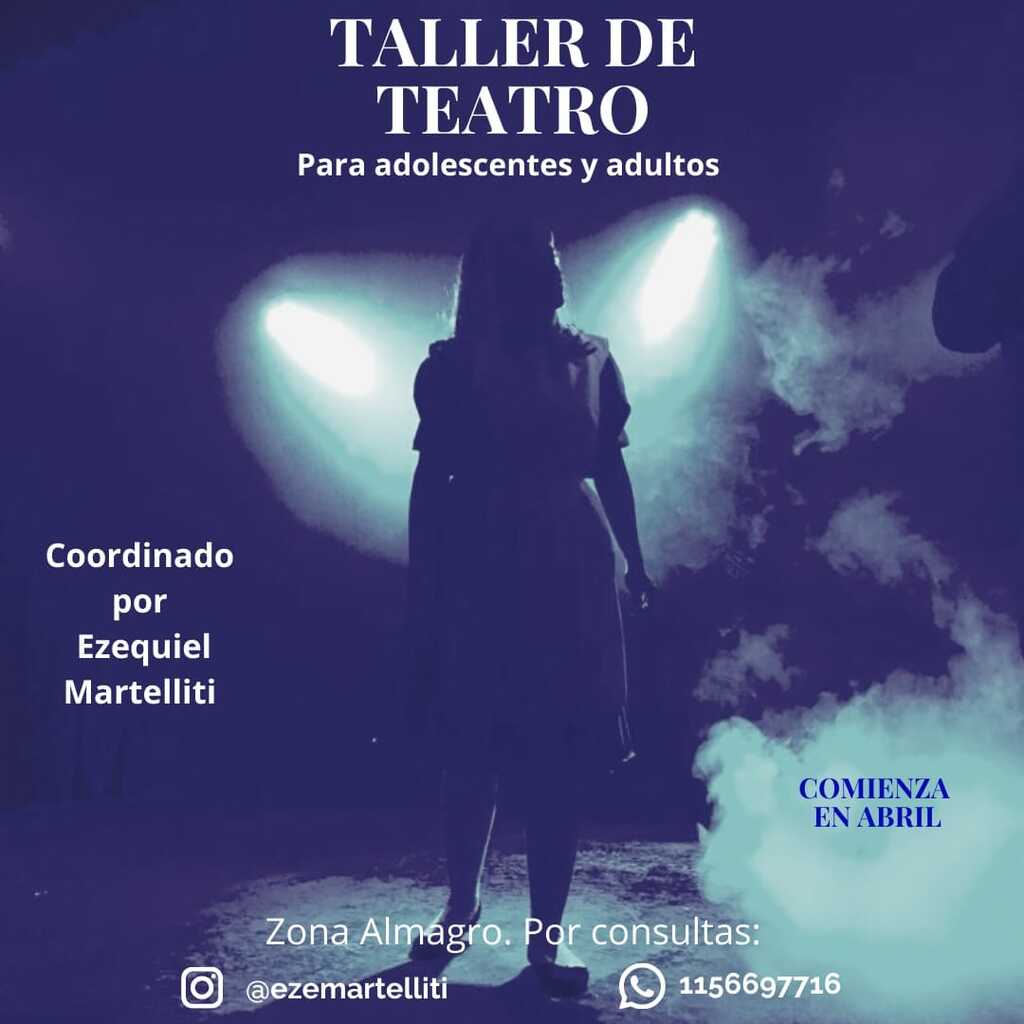 TALLER DE
TEATRO
Para adolescentes y adultos
Coordinado
por
Ezequiel
Martelliti
COMIENZA
EN ABRIL
Zona Almagro. Por consultas:
@ezemartelliti
1156697716